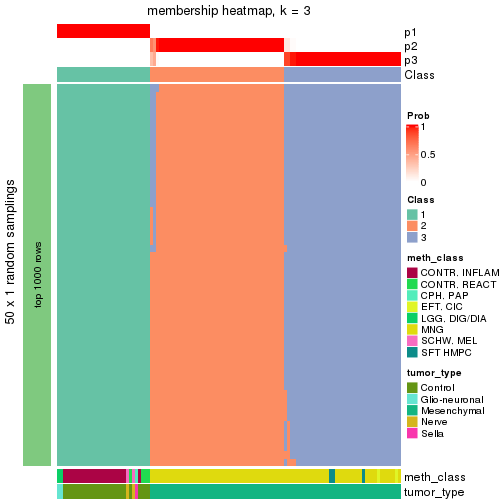 membership heatmap, k = 3
p1
p2
p3
Class
50 x 1 random samplings
top 1000 rows
Prob
1
0.5
0
Class
1
2
3
meth_class
CONTR. INFLAM
CONTR. REACT
CPH. PAP
EFT. CIC
LGG. DIG/DIA
MNG
SCHW. MEL
SFT HMPC
tumor_type
Control
Glio-neuronal
Mesenchymal
Nerve
Sella
meth_class
tumor_type